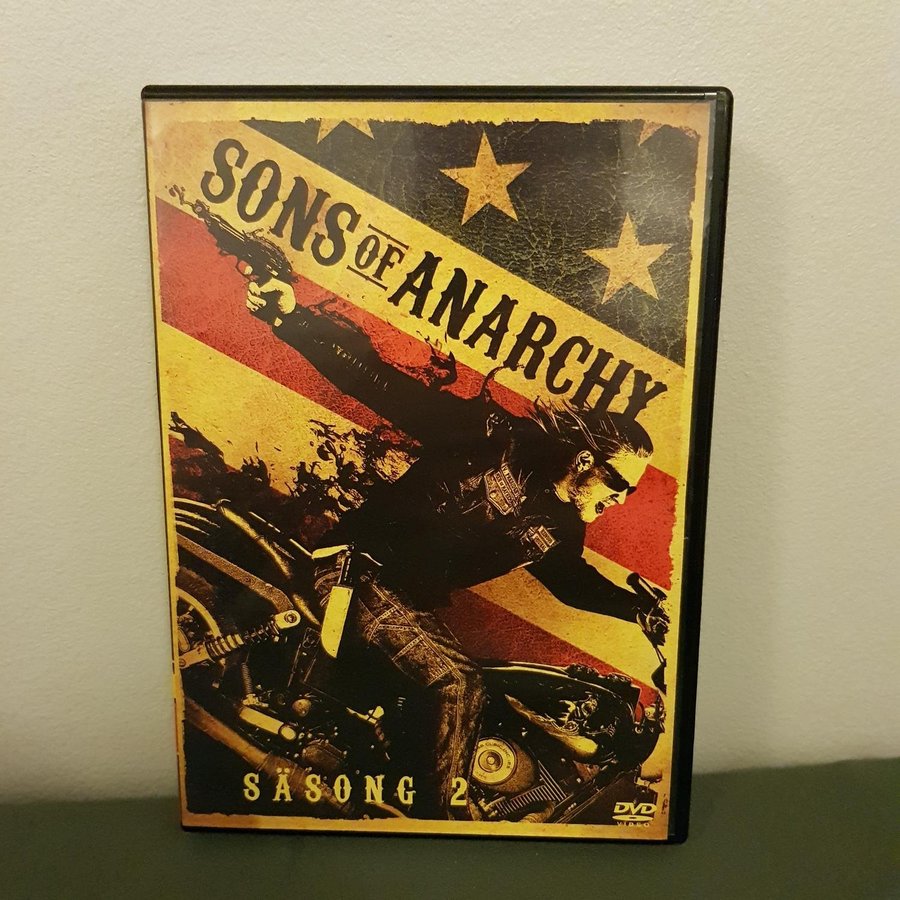 SONS OF ANARCHY
SÄSONG 2
DVD
VIDEO